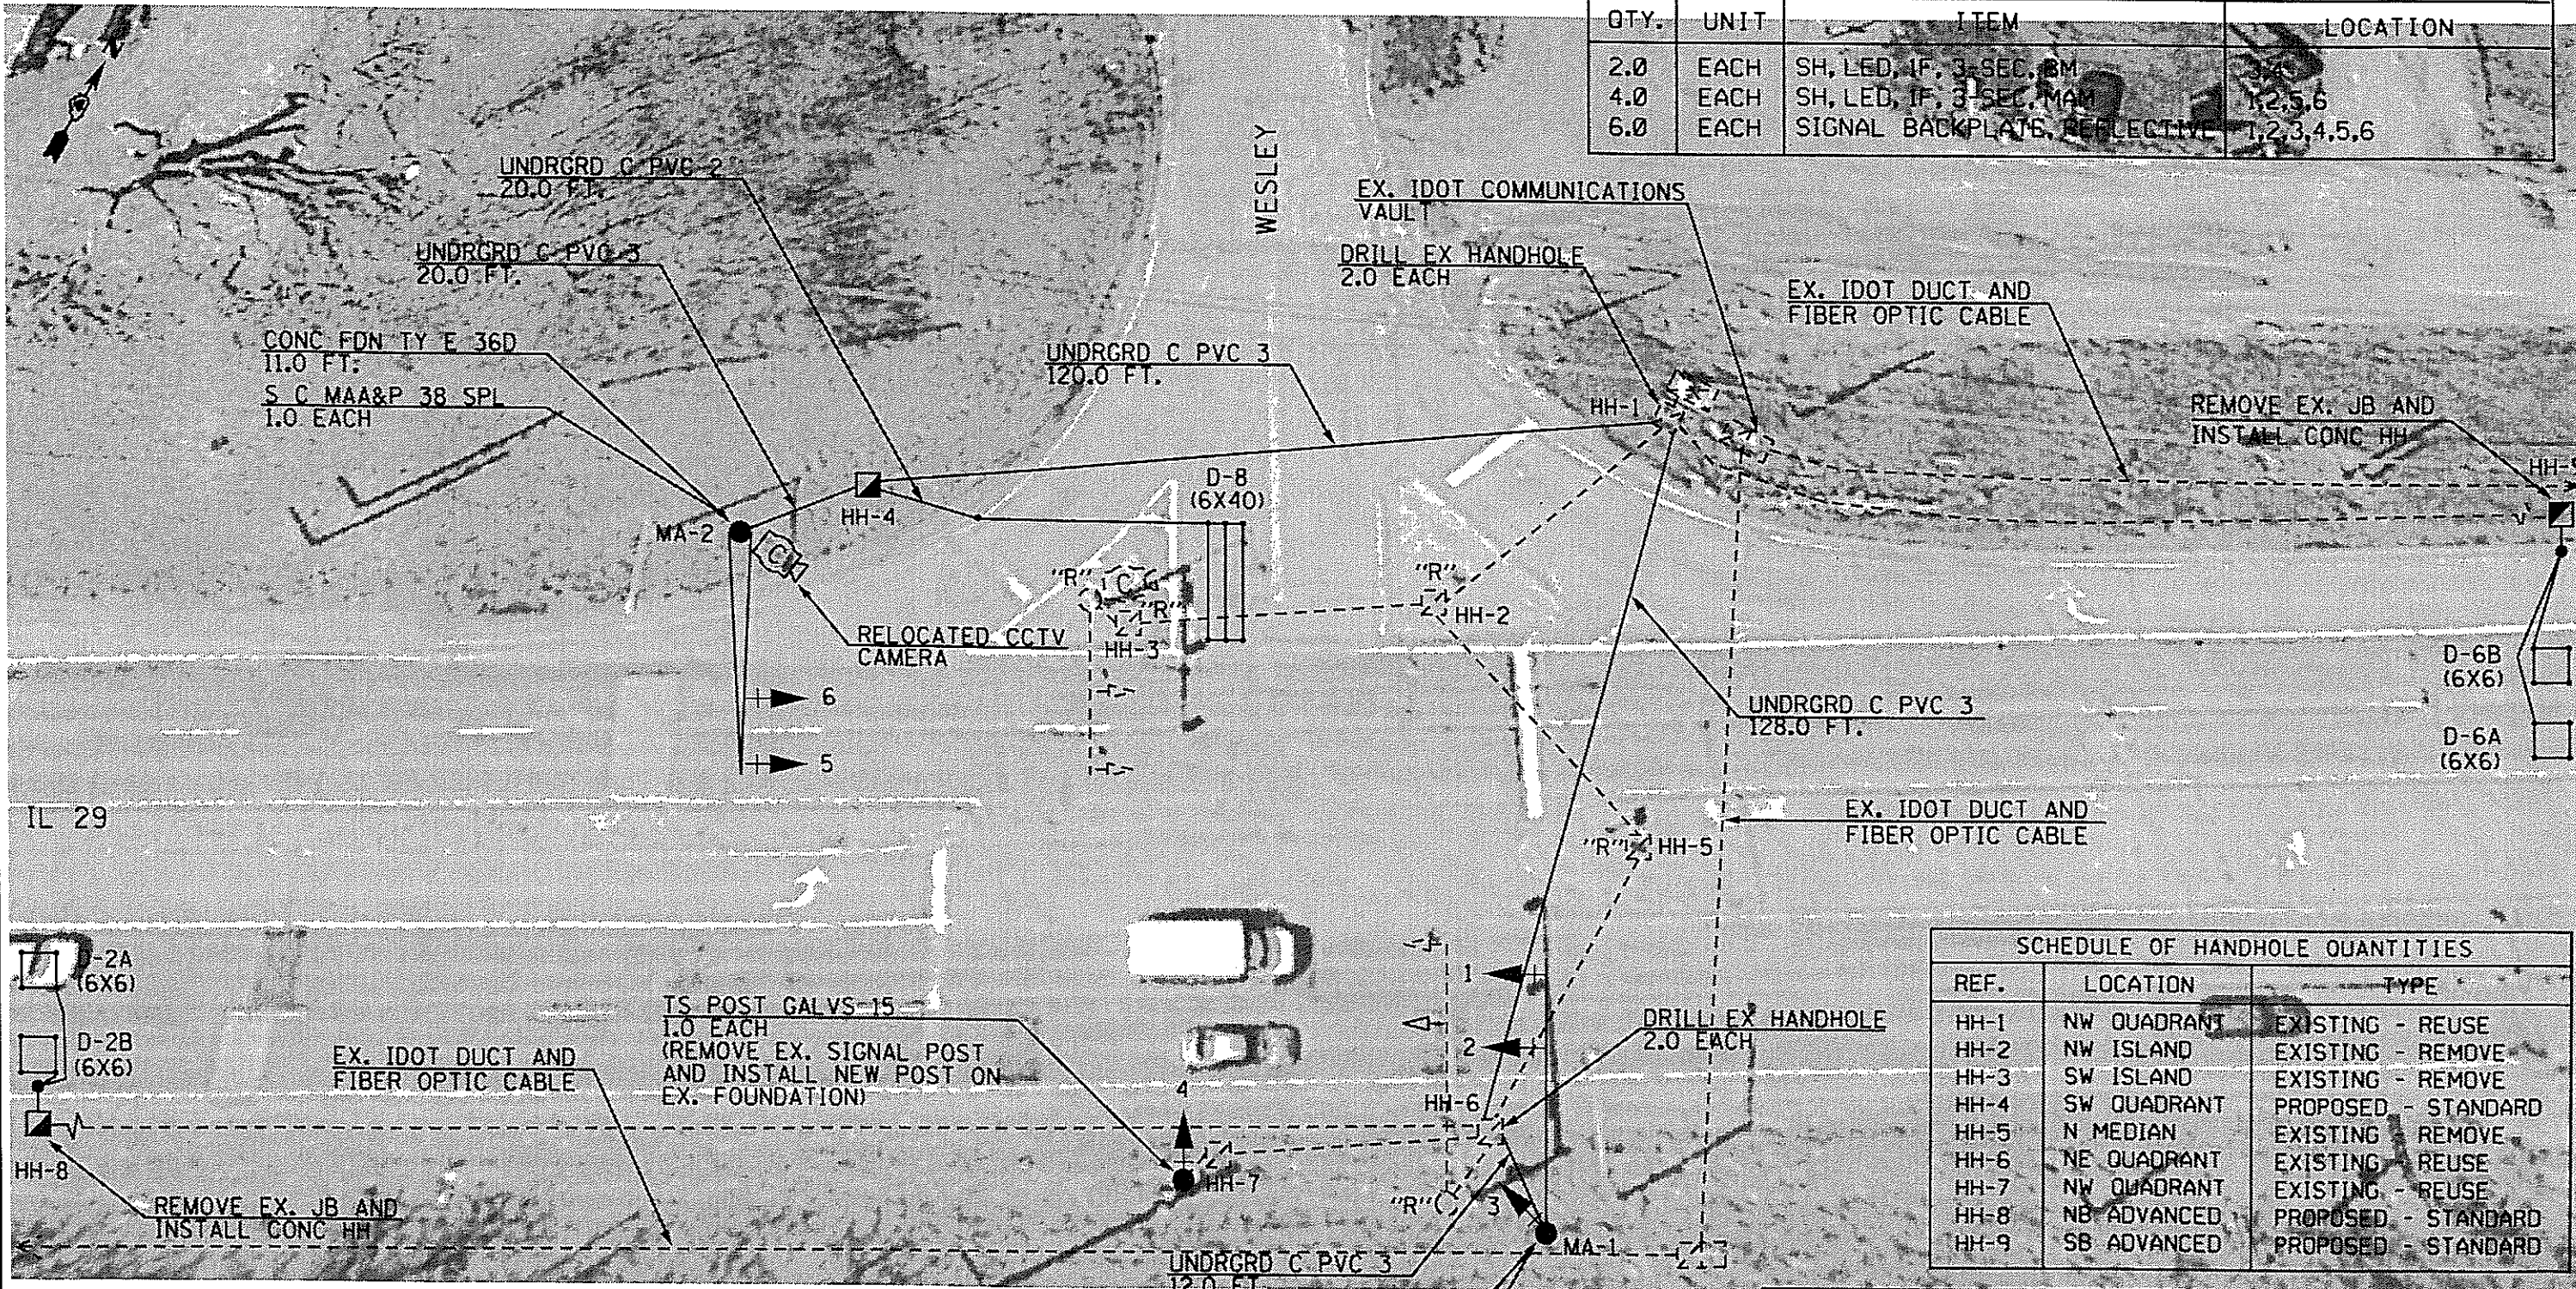 QTY. UNIT ITEM LOCATION
2.0 EACH SH, LED, 1F, 3-SEC, BM 3,4
4.0 EACH SH, LED, 1F, 3-SEC, MAM 1,2,5,6
6.0 EACH SIGNAL BACKPLATE, REFLECTIVE 1,2,3,4,5,6
N
WESLEY
UNDRGRD C PVC 2
20.0 FT.
UNDRGRD C PVC 3
20.0 FT.
CONC FDN TY E 36D
11.0 FT.
S C MAA&P 38 SPL
1.0 EACH
EX. IDOT COMMUNICATIONS
VAULT
DRILL EX HANDHOLE
2.0 EACH
EX. IDOT DUCT AND
FIBER OPTIC CABLE
UNDRGRD C PVC 3
120.0 FT.
HH-1
REMOVE EX. JB AND
INSTALL CONC HH
HH-9
D-8
(6X40)
HH-4
MA-2
C
"R"
C
"R"
HH-3
"R"
HH-2
RELOCATED CCTV
CAMERA
6
5
D-6B
(6X6)
D-6A
(6X6)
UNDRGRD C PVC 3
128.0 FT.
IL 29
EX. IDOT DUCT AND
FIBER OPTIC CABLE
"R"
HH-5
D-2A
(6X6)
D-2B
(6X6)
1
2
TS POST GALVS 15
1.0 EACH
(REMOVE EX. SIGNAL POST
AND INSTALL NEW POST ON
EX. FOUNDATION)
EX. IDOT DUCT AND
FIBER OPTIC CABLE
DRILL EX HANDHOLE
2.0 EACH
4
HH-6
HH-8
HH-7
REMOVE EX. JB AND
INSTALL CONC HH
"R"
3
MA-1
UNDRGRD C PVC 3
12.0 FT.
SCHEDULE OF HANDHOLE QUANTITIES
REF. LOCATION TYPE
HH-1 NW QUADRANT EXISTING - REUSE
HH-2 NW ISLAND EXISTING - REMOVE
HH-3 SW ISLAND EXISTING - REMOVE
HH-4 SW QUADRANT PROPOSED - STANDARD
HH-5 N MEDIAN EXISTING - REMOVE
HH-6 NE QUADRANT EXISTING - REUSE
HH-7 NW QUADRANT EXISTING - REUSE
HH-8 NB ADVANCED PROPOSED - STANDARD
HH-9 SB ADVANCED PROPOSED - STANDARD